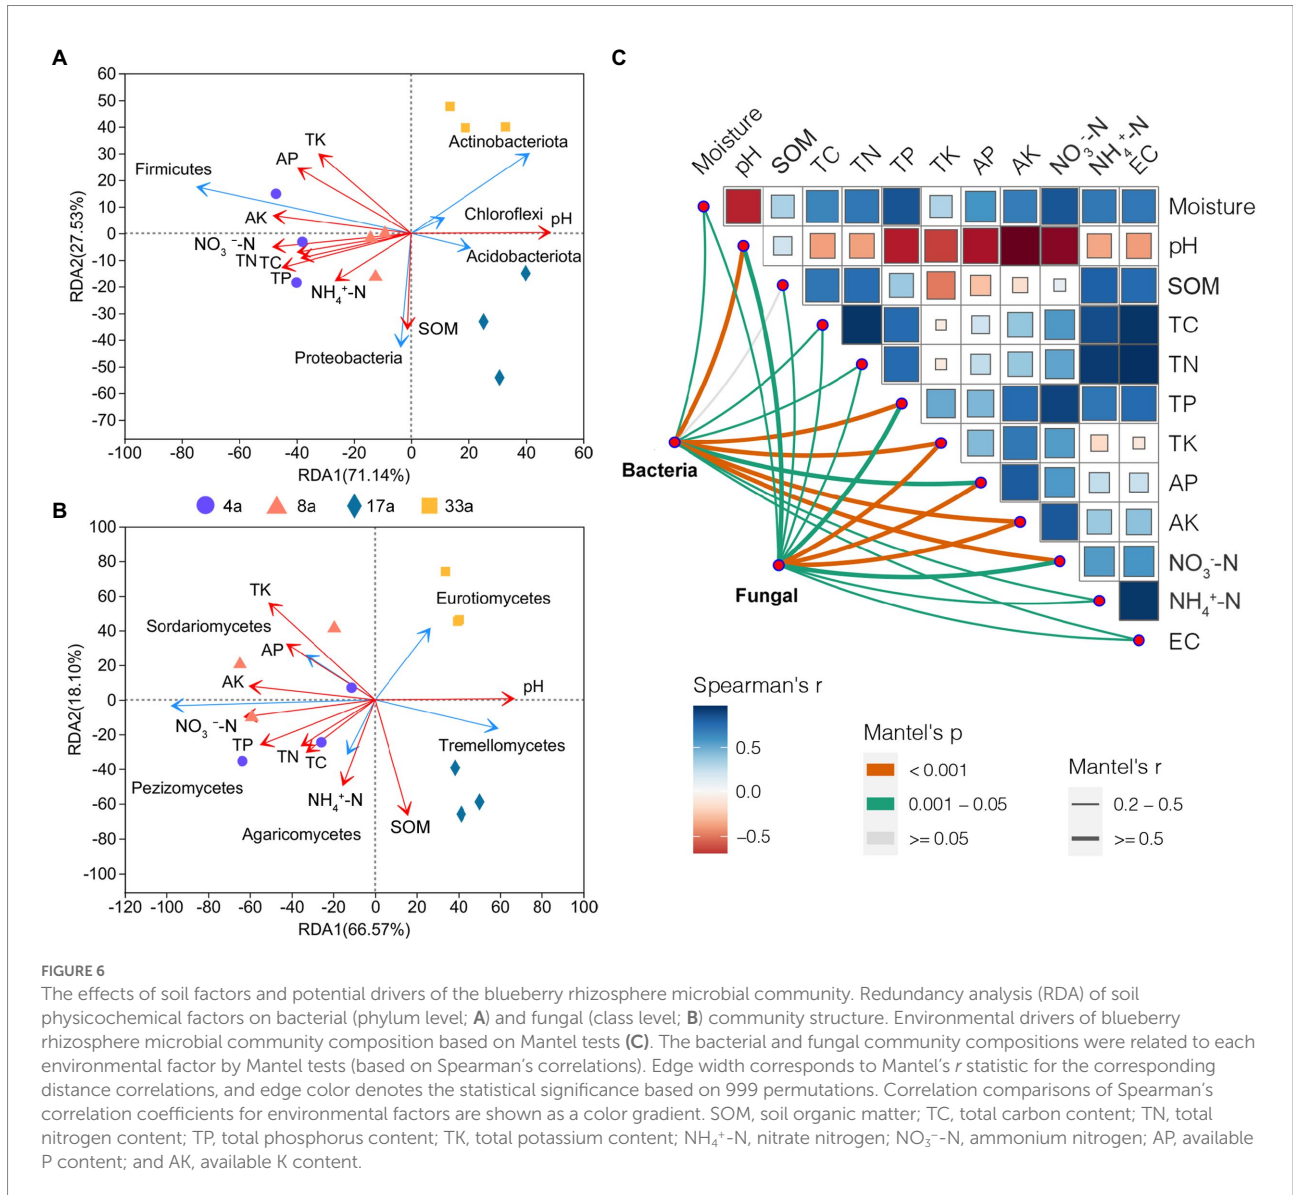 A
60
50
40
30
20
10
0
-10
-20
-30
-40
-50
-60
-70
RDA2(27.53%)
-100 -80 -60 -40 -20 0 20 40 60
RDA1(71.14%)
TK
AP
Firmicutes
AK
NO₃⁻-N
TN TC
TP
NH₄⁺-N
SOM
Proteobacteria
Actinobacteriota
Chloroflexi
pH
Acidobacteriota
4a 8a 17a 33a
B
100
80
60
40
20
0
-20
-40
-60
-80
-100
RDA2(18.10%)
-120 -100 -80 -60 -40 -20 0 20 40 60 80 100
RDA1(66.57%)
TK
Sordariomycetes
AP
AK
NO₃⁻-N
TP TN TC
Pezizomycetes
NH₄⁺-N
Agaricomycetes
SOM
Eurotiomycetes
pH
Tremellomycetes
C
Moisture pH SOM TC TN TP TK AP AK NO₃⁻-N NH₄⁺-N EC
Moisture
pH
SOM
TC
TN
TP
TK
AP
AK
NO₃⁻-N
NH₄⁺-N
EC
Bacteria
Fungal
Spearman's r
0.5
0.0
−0.5
Mantel's p
< 0.001
0.001 − 0.05
>= 0.05
Mantel's r
0.2 − 0.5
>= 0.5
FIGURE 6
The effects of soil factors and potential drivers of the blueberry rhizosphere microbial community. Redundancy analysis (RDA) of soil
physicochemical factors on bacterial (phylum level; A) and fungal (class level; B) community structure. Environmental drivers of blueberry
rhizosphere microbial community composition based on Mantel tests (C). The bacterial and fungal community compositions were related to each
environmental factor by Mantel tests (based on Spearman's correlations). Edge width corresponds to Mantel's r statistic for the corresponding
distance correlations, and edge color denotes the statistical significance based on 999 permutations. Correlation comparisons of Spearman's
correlation coefficients for environmental factors are shown as a color gradient. SOM, soil organic matter; TC, total carbon content; TN, total
nitrogen content; TP, total phosphorus content; TK, total potassium content; NH₄⁺-N, nitrate nitrogen; NO₃⁻-N, ammonium nitrogen; AP, available
P content; and AK, available K content.